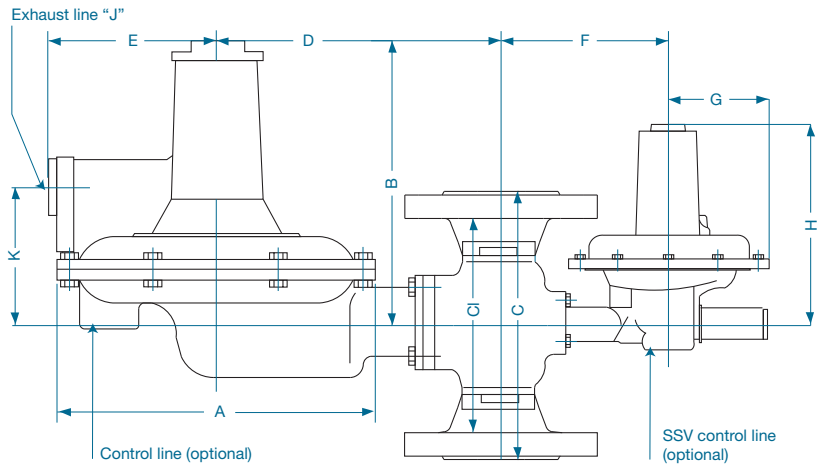 Exhaust line “J”
E
D
F
G
B
H
K
CI
C
A
Control line (optional)
SSV control line
(optional)